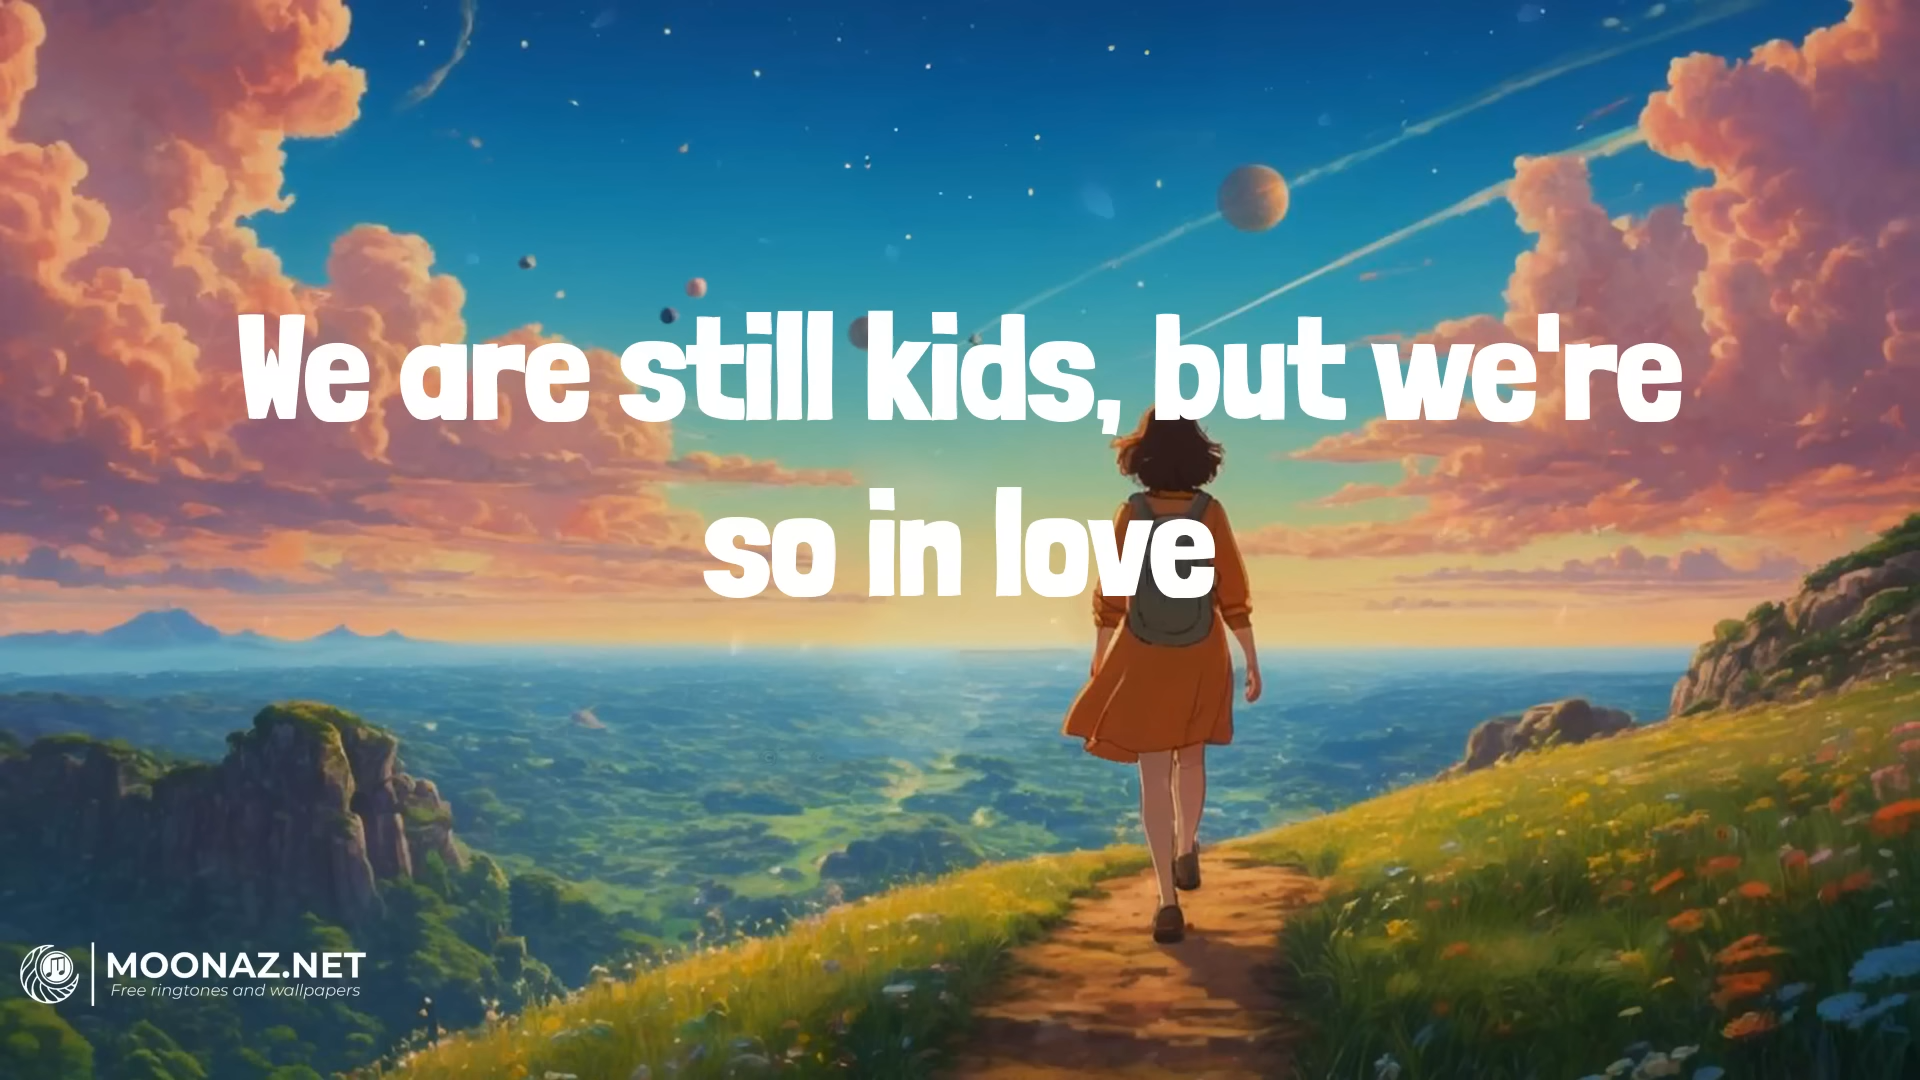 We are still kids, but we're
so in love
MOONAZ.NET
Free ringtones and wallpapers